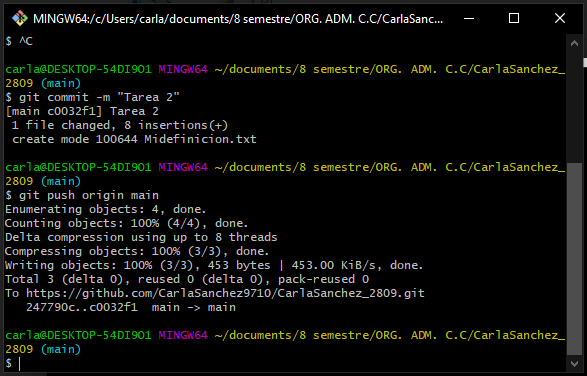 MINGW64:/c/Users/carla/documents/8 semestre/ORG. ADM. C.C/CarlaSanc...
$ ^C
carla@DESKTOP-54DI9O1 MINGW64 ~/documents/8 semestre/ORG. ADM. C.C/CarlaSanchez_
2809 (main)
$ git commit -m "Tarea 2"
[main c0032f1] Tarea 2
 1 file changed, 8 insertions(+)
 create mode 100644 Midefinicion.txt
carla@DESKTOP-54DI9O1 MINGW64 ~/documents/8 semestre/ORG. ADM. C.C/CarlaSanchez_
2809 (main)
$ git push origin main
Enumerating objects: 4, done.
Counting objects: 100% (4/4), done.
Delta compression using up to 8 threads
Compressing objects: 100% (3/3), done.
Writing objects: 100% (3/3), 453 bytes | 453.00 KiB/s, done.
Total 3 (delta 0), reused 0 (delta 0), pack-reused 0
To https://github.com/CarlaSanchez9710/CarlaSanchez_2809.git
   247790c..c0032f1  main -> main
carla@DESKTOP-54DI9O1 MINGW64 ~/documents/8 semestre/ORG. ADM. C.C/CarlaSanchez_
2809 (main)
$